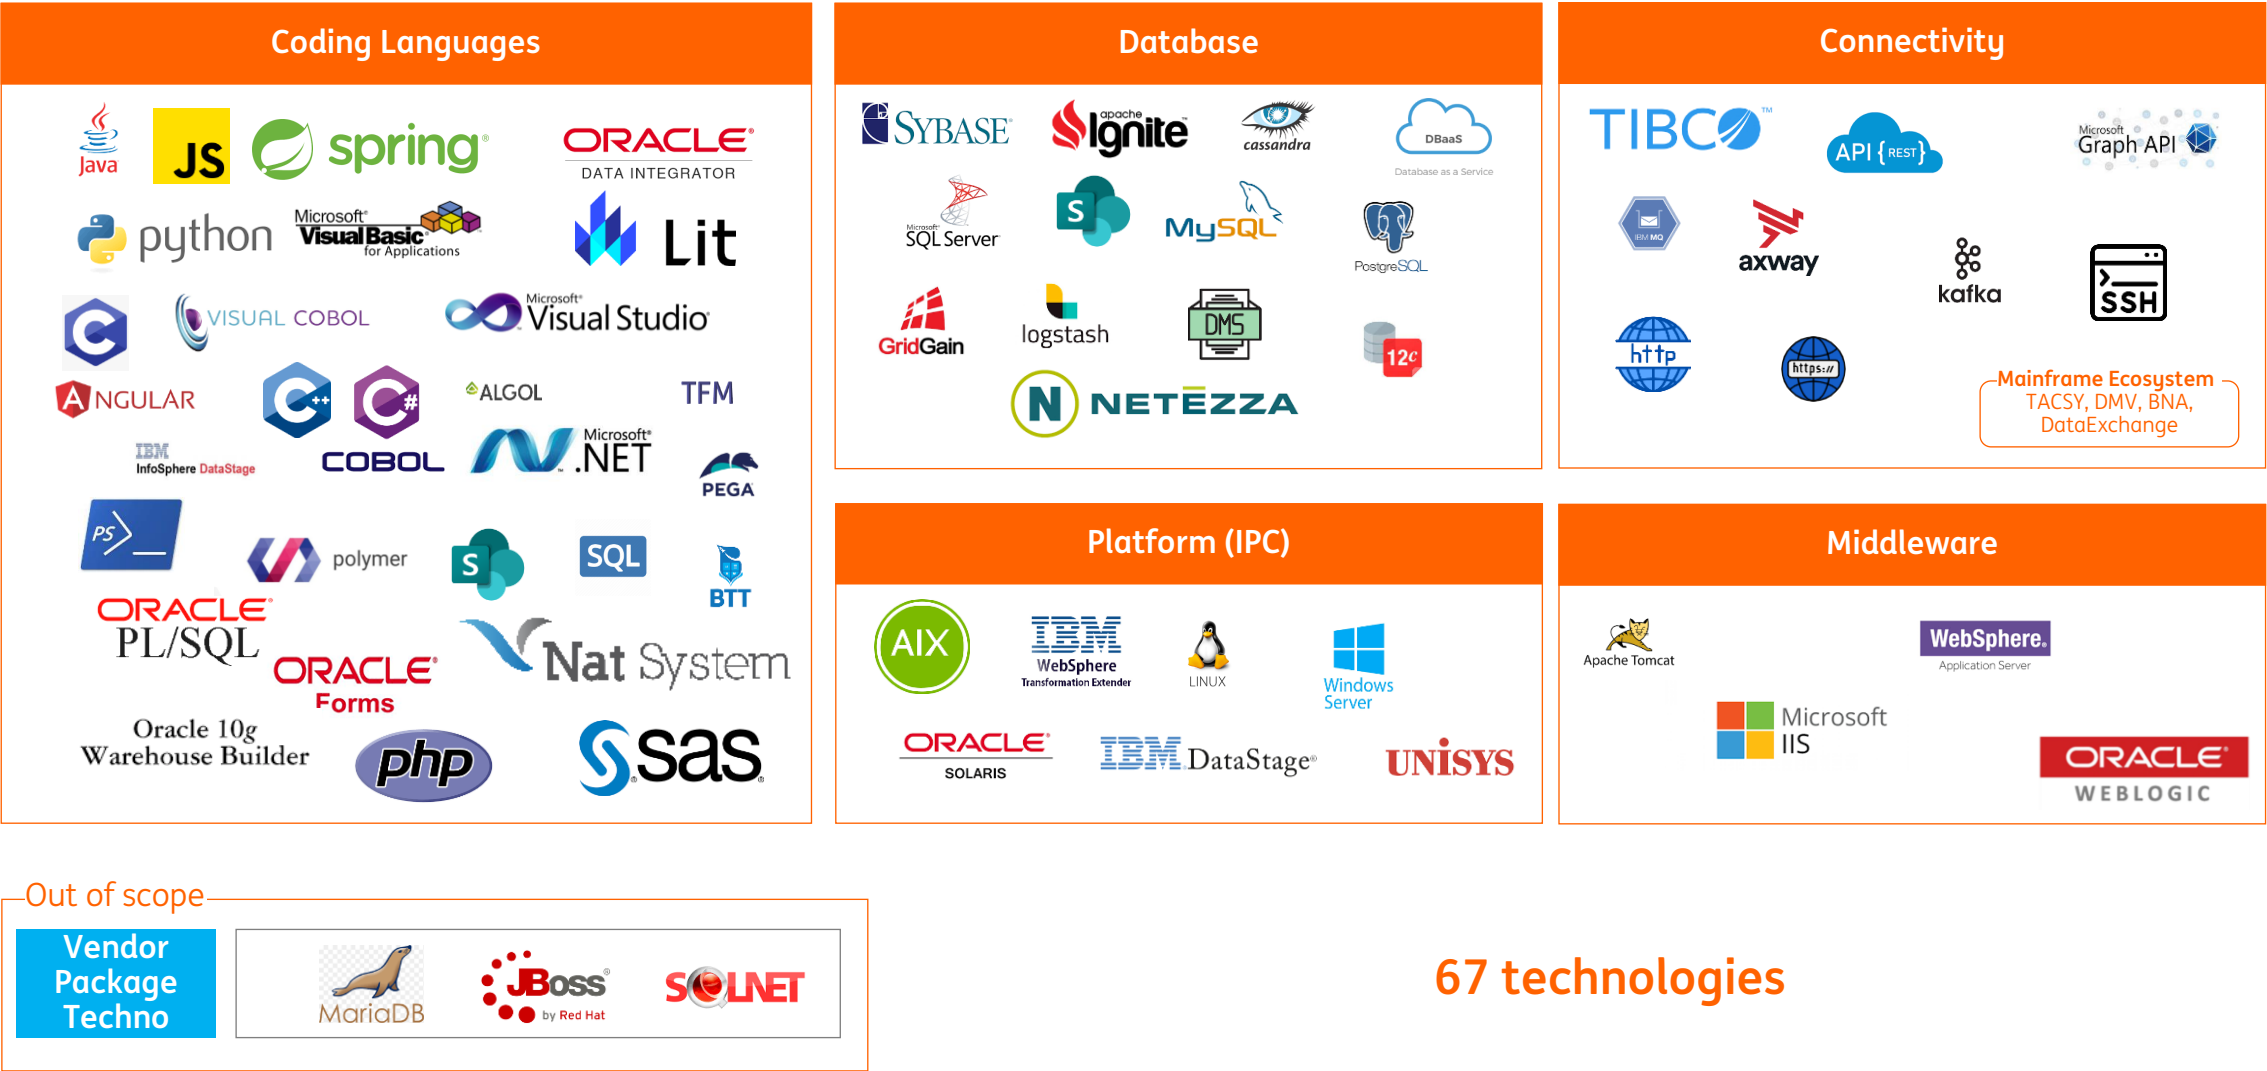 Coding Languages
Java
JS
spring
ORACLE
DATA INTEGRATOR
python
Microsoft
Visual Basic
for Applications
Lit
C
VISUAL COBOL
Microsoft
Visual Studio
ANGULAR
C++
C#
ALGOL
TFM
IBM
InfoSphere DataStage
COBOL
Microsoft
.NET
PEGA
PS
polymer
S
SQL
BTT
ORACLE
PL/SQL
ORACLE
Forms
Nat System
Oracle 10g
Warehouse Builder
php
sas
Database
SYBASE
apache
Ignite
cassandra
DBaaS
Database as a Service
Microsoft
SQL Server
S
MySQL
PostgreSQL
GridGain
logstash
DMS
12c
N NETEZZA
Connectivity
TIBCO™
API {REST}
Microsoft
Graph API
IBM MQ
axway
kafka
SSH
http
https://
Mainframe Ecosystem
TACSY, DMV, BNA,
DataExchange
Platform (IPC)
AIX
IBM
WebSphere
Transformation Extender
LINUX
Windows
Server
ORACLE
SOLARIS
IBM DataStage
UNISYS
Middleware
Apache Tomcat
WebSphere
Application Server
Microsoft
IIS
ORACLE
WEBLOGIC
Out of scope
Vendor
Package
Techno
MariaDB
JBoss
by Red Hat
SQLNET
67 technologies